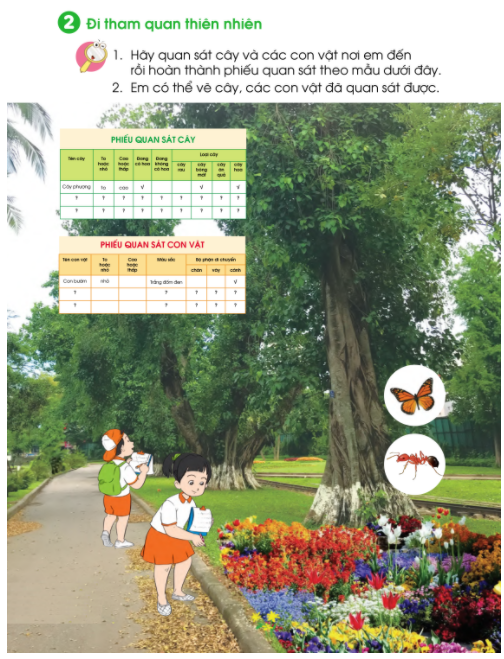 2 Đi tham quan thiên nhiên
1. Hãy quan sát cây và các con vật nơi em đến
rồi hoàn thành phiếu quan sát theo mẫu dưới đây.
2. Em có thể vẽ cây, các con vật đã quan sát được.
PHIẾU QUAN SÁT CÂY
Tên cây To hoặc nhỏ Cao hoặc thấp Đang có hoa Đang không có hoa Loài cây
cây rau cây bóng mát cây ăn quả cây hoa
Cây phượng to cao √ √ √
? ? ? ? ? ? ? ? ?
? ? ? ? ? ? ? ? ?
PHIẾU QUAN SÁT CON VẬT
Tên con vật To hoặc nhỏ Cao hoặc thấp Màu sắc Bộ phận di chuyển
chân vây cánh
Con bướm nhỏ Trắng đốm đen √
? ? ? ? ?
? ? ? ? ?